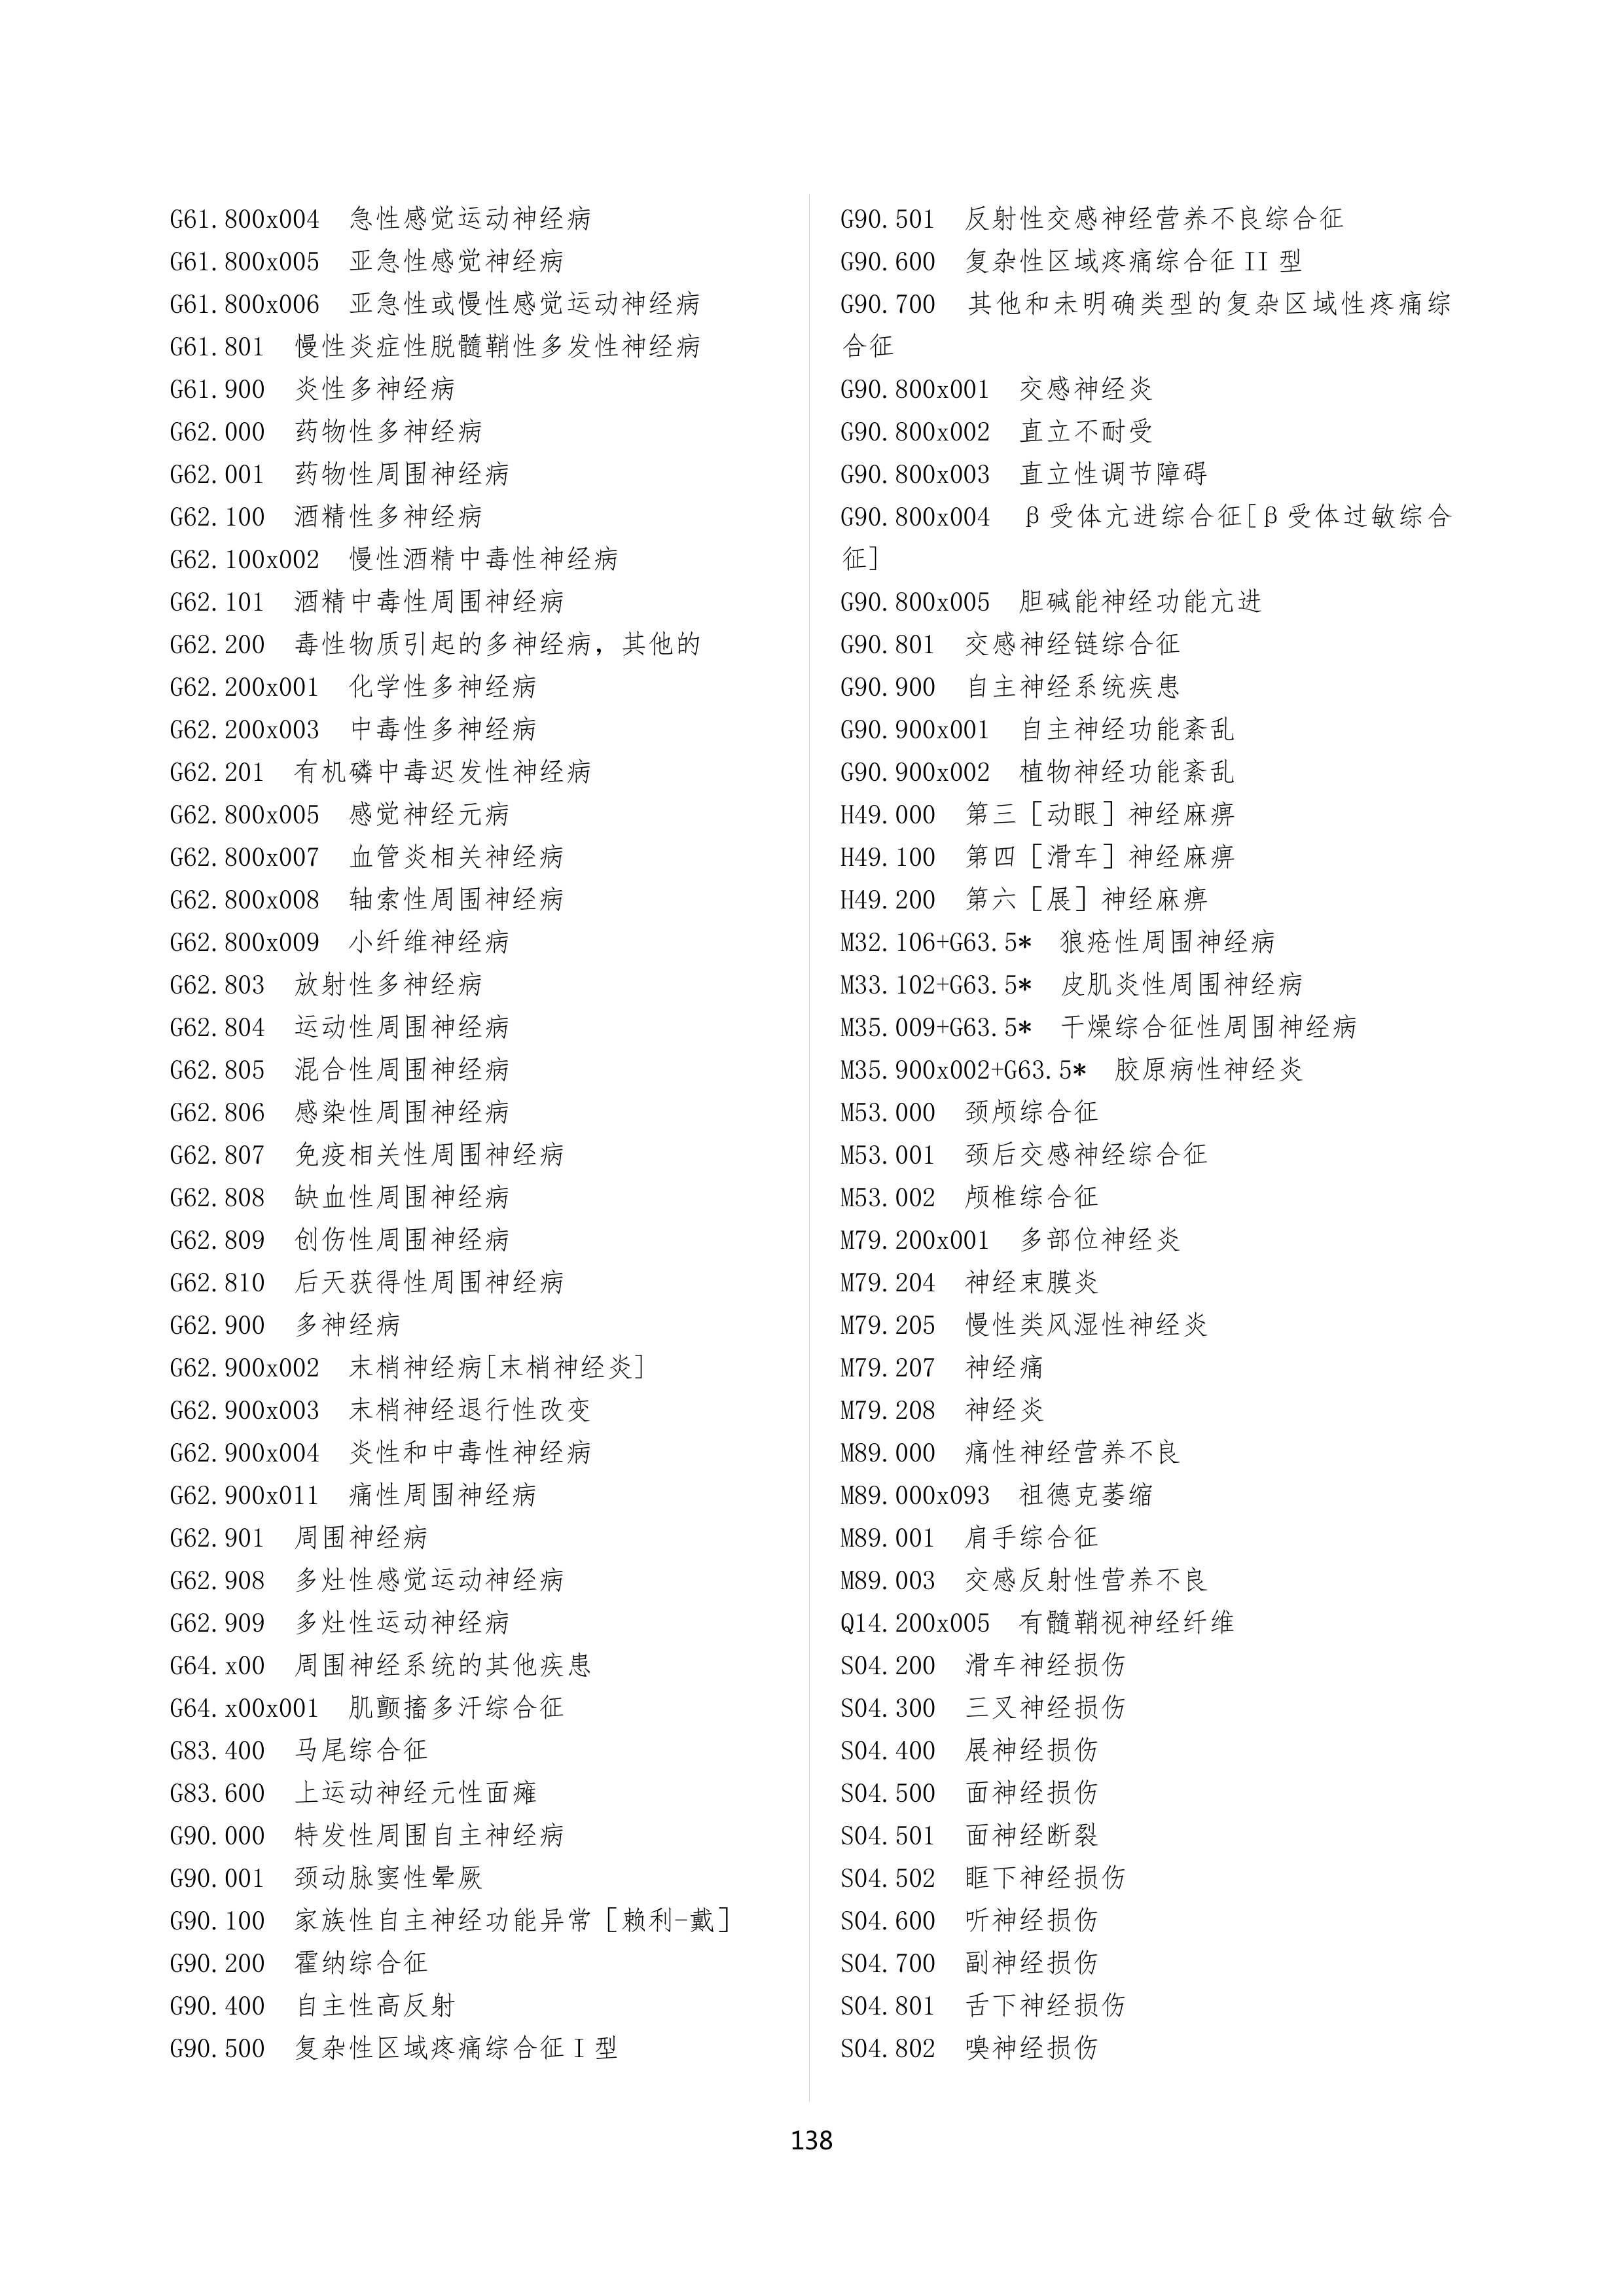 G61.800x004  急性感觉运动神经病
G61.800x005  亚急性感觉神经病
G61.800x006  亚急性或慢性感觉运动神经病
G61.801  慢性炎症性脱髓鞘性多发性神经病
G61.900  炎性多神经病
G62.000  药物性多神经病
G62.001  药物性周围神经病
G62.100  酒精性多神经病
G62.100x002  慢性酒精中毒性神经病
G62.101  酒精中毒性周围神经病
G62.200  毒性物质引起的多神经病，其他的
G62.200x001  化学性多神经病
G62.200x003  中毒性多神经病
G62.201  有机磷中毒迟发性神经病
G62.800x005  感觉神经元病
G62.800x007  血管炎相关神经病
G62.800x008  轴索性周围神经病
G62.800x009  小纤维神经病
G62.803  放射性多神经病
G62.804  运动性周围神经病
G62.805  混合性周围神经病
G62.806  感染性周围神经病
G62.807  免疫相关性周围神经病
G62.808  缺血性周围神经病
G62.809  创伤性周围神经病
G62.810  后天获得性周围神经病
G62.900  多神经病
G62.900x002  末梢神经病[末梢神经炎]
G62.900x003  末梢神经退行性改变
G62.900x004  炎性和中毒性神经病
G62.900x011  痛性周围神经病
G62.901  周围神经病
G62.908  多灶性感觉运动神经病
G62.909  多灶性运动神经病
G64.x00  周围神经系统的其他疾患
G64.x00x001  肌颤搐多汗综合征
G83.400  马尾综合征
G83.600  上运动神经元性面瘫
G90.000  特发性周围自主神经病
G90.001  颈动脉窦性晕厥
G90.100  家族性自主神经功能异常［赖利-戴］
G90.200  霍纳综合征
G90.400  自主性高反射
G90.500  复杂性区域疼痛综合征 I 型
G90.501  反射性交感神经营养不良综合征
G90.600  复杂性区域疼痛综合征 II 型
G90.700  其他和未明确类型的复杂区域性疼痛综
合征
G90.800x001  交感神经炎
G90.800x002  直立不耐受
G90.800x003  直立性调节障碍
G90.800x004  β受体亢进综合征[β受体过敏综合
征]
G90.800x005  胆碱能神经功能亢进
G90.801  交感神经链综合征
G90.900  自主神经系统疾患
G90.900x001  自主神经功能紊乱
G90.900x002  植物神经功能紊乱
H49.000  第三［动眼］神经麻痹
H49.100  第四［滑车］神经麻痹
H49.200  第六［展］神经麻痹
M32.106+G63.5*  狼疮性周围神经病
M33.102+G63.5*  皮肌炎性周围神经病
M35.009+G63.5*  干燥综合征性周围神经病
M35.900x002+G63.5*  胶原病性神经炎
M53.000  颈颅综合征
M53.001  颈后交感神经综合征
M53.002  颅椎综合征
M79.200x001  多部位神经炎
M79.204  神经束膜炎
M79.205  慢性类风湿性神经炎
M79.207  神经痛
M79.208  神经炎
M89.000  痛性神经营养不良
M89.000x093  祖德克萎缩
M89.001  肩手综合征
M89.003  交感反射性营养不良
Q14.200x005  有髓鞘视神经纤维
S04.200  滑车神经损伤
S04.300  三叉神经损伤
S04.400  展神经损伤
S04.500  面神经损伤
S04.501  面神经断裂
S04.502  眶下神经损伤
S04.600  听神经损伤
S04.700  副神经损伤
S04.801  舌下神经损伤
S04.802  嗅神经损伤
138